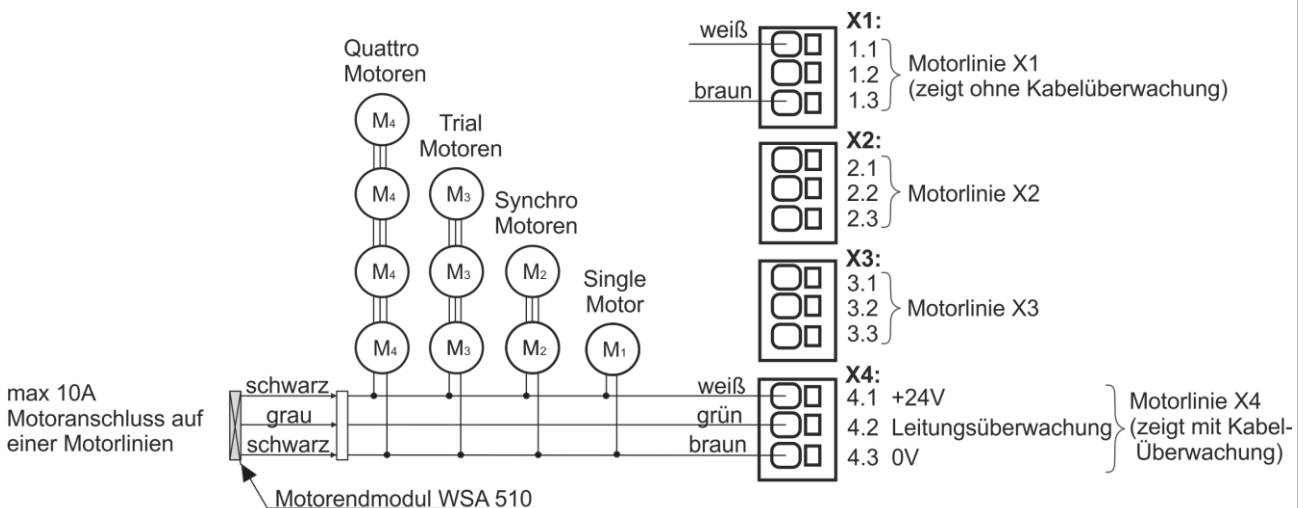 Quattro
Motoren
M4
M4
M4
M4
Trial
Motoren
M3
M3
M3
Synchro
Motoren
M2
M2
Single
Motor
M1
max 10A
Motoranschluss auf
einer Motorlinien
schwarz
grau
schwarz
Motorendmodul WSA 510
weiß
braun
X1:
1.1
1.2
1.3
Motorlinie X1
(zeigt ohne Kabelüberwachung)
X2:
2.1
2.2
2.3
Motorlinie X2
X3:
3.1
3.2
3.3
Motorlinie X3
weiß
grün
braun
X4:
4.1 +24V
4.2 Leitungsüberwachung
4.3 0V
Motorlinie X4
(zeigt mit Kabel-
Überwachung)